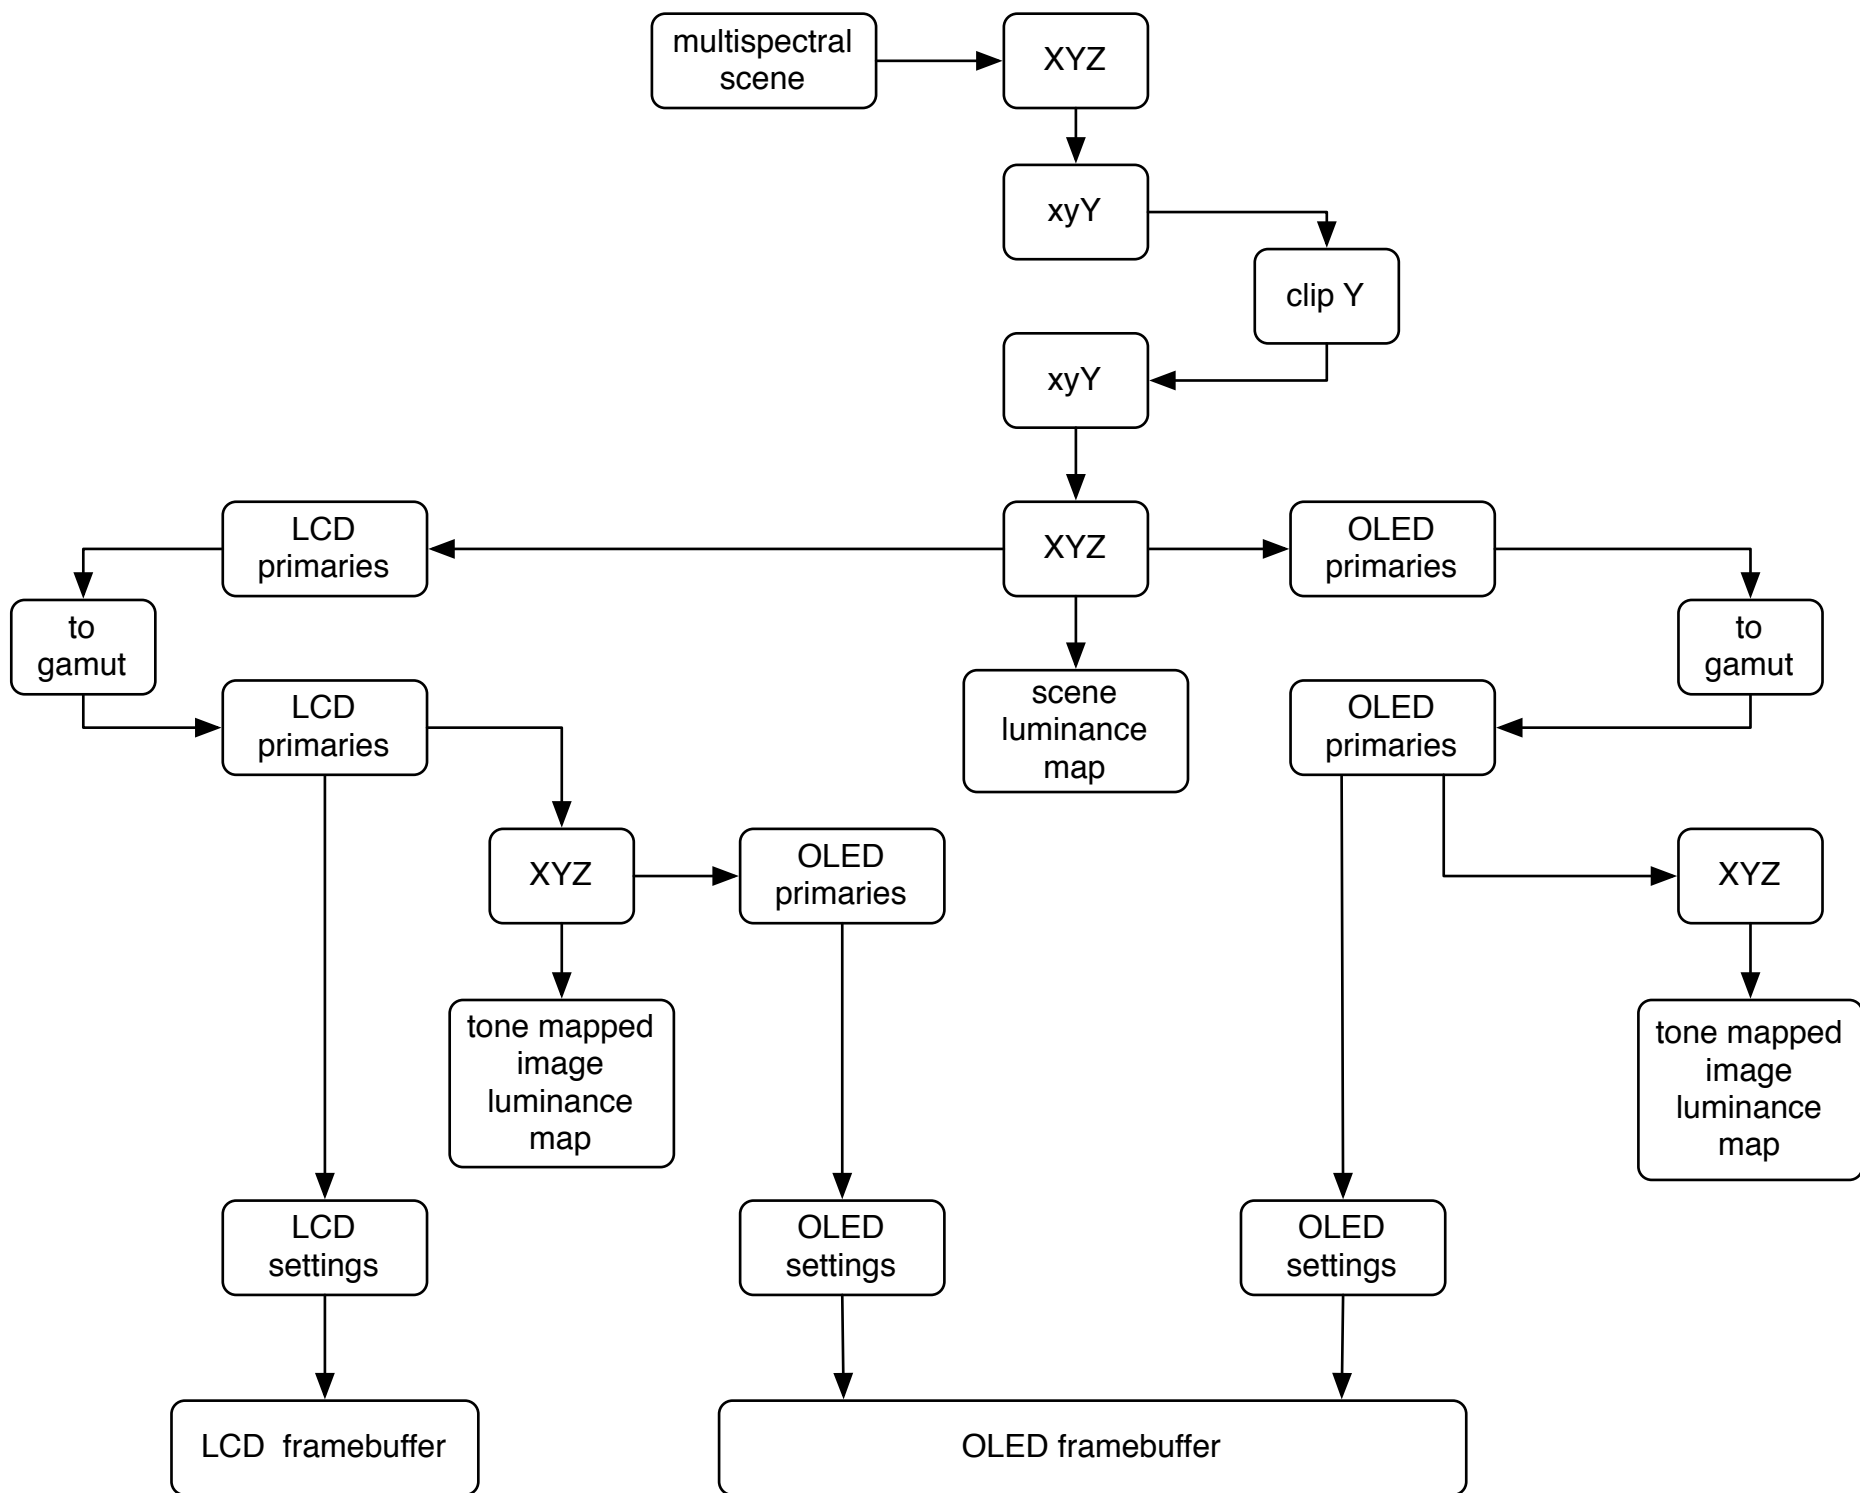 multispectral
scene
XYZ
xyY
clip Y
xyY
LCD
primaries
XYZ
OLED
primaries
to
gamut
to
gamut
LCD
primaries
scene
luminance
map
OLED
primaries
XYZ
OLED
primaries
XYZ
tone mapped
image
luminance
map
tone mapped
image
luminance
map
LCD
settings
OLED
settings
OLED
settings
LCD framebuffer
OLED framebuffer